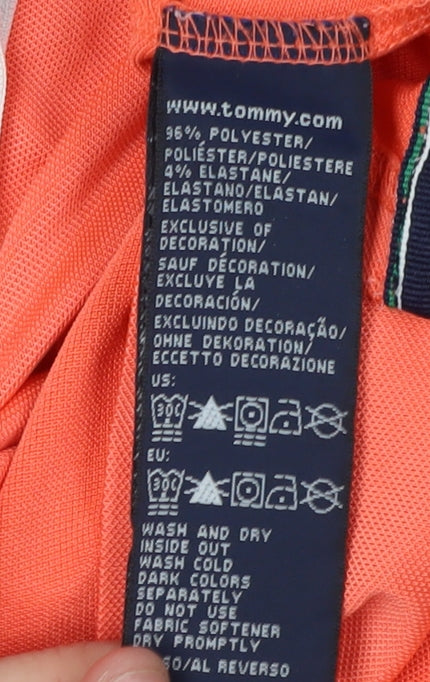 www.tommy.com
96% POLYESTER/
POLIÉSTER/POLIESTERE
4% ELASTANE/
ELASTANO/ELASTAN/
ELASTOMERO
EXCLUSIVE OF
DECORATION/
SAUF DÉCORATION/
EXCLUYE LA
DECORACIÓN/
EXCLUINDO DECORAÇÃO/
OHNE DEKORATION/
ECCETTO DECORAZIONE
US:
30C
EU:
30C
WASH AND DRY
INSIDE OUT
WASH COLD
DARK COLORS
SEPARATELY
DO NOT USE
FABRIC SOFTENER
DRY PROMPTLY
/AL REVERSO